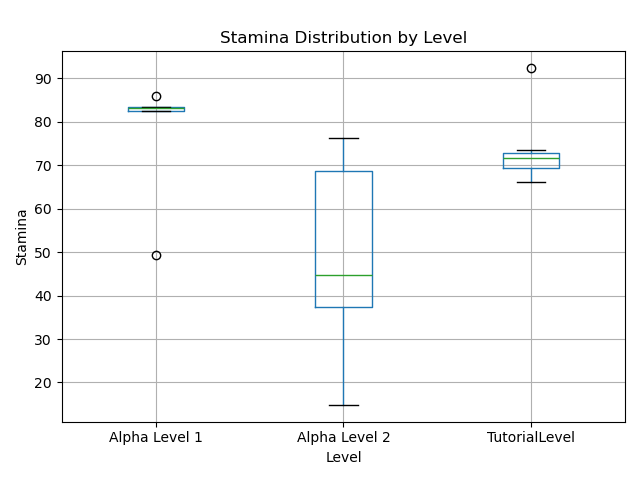 Stamina Distribution by Level
Stamina
90
80
70
60
50
40
30
20
Alpha Level 1
Alpha Level 2
TutorialLevel
Level